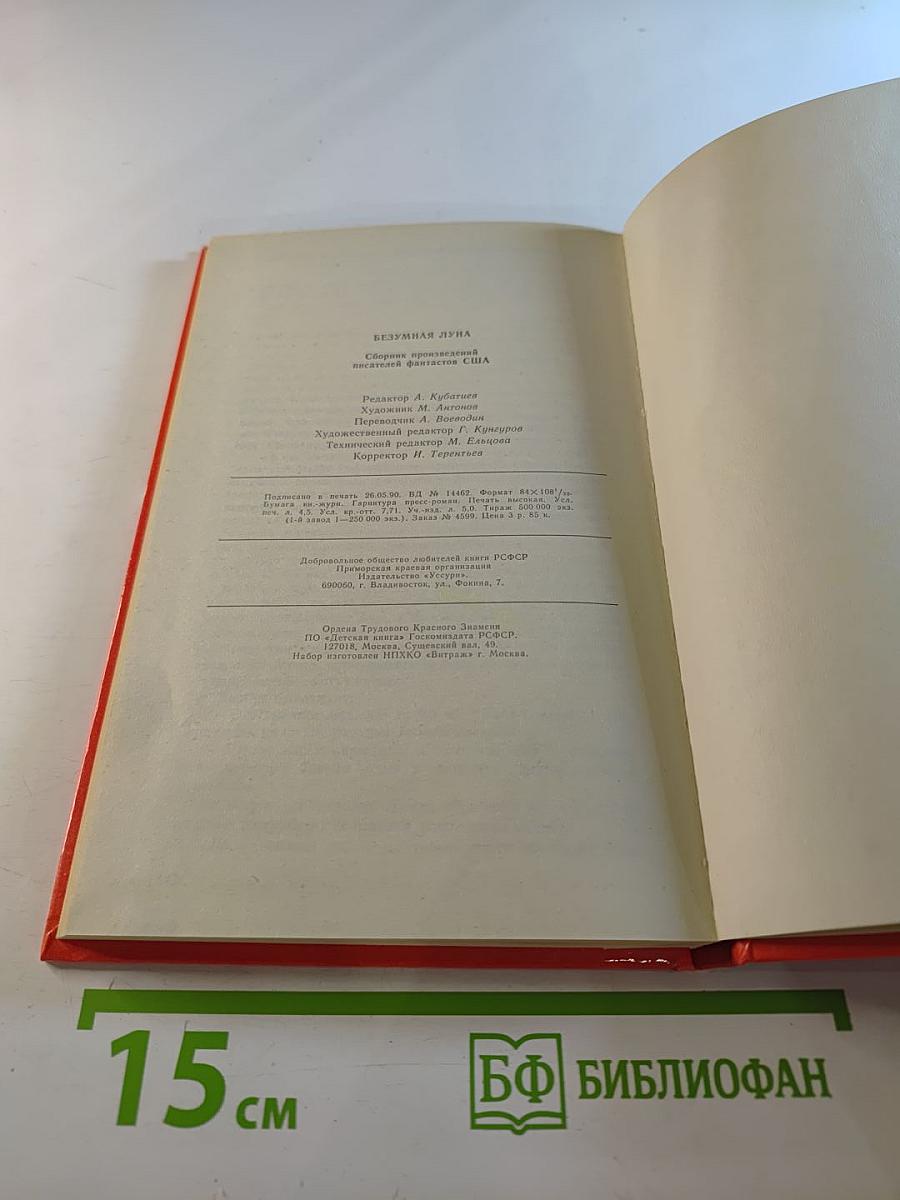 БЕЗУМНАЯ ЛУНА
Сборник произведений
писателей фантастов США
Редактор А. Кубатиев
Художник М. Антонов
Переводчик А. Воеводин
Художественный редактор Г. Кунгуров
Технический редактор М. Ельцова
Корректор И. Терентьев
Подписано в печать 26.05.90. ВД № 14462. Формат 84×108¹/₃₂.
Бумага кн.-журн. Гарнитура пресс-роман. Печать высокая. Усл.
печ. л. 4,5. Усл. кр.-отт. 7,71. Уч.-изд. л. 5,0. Тираж 500 000 экз.
(1-й завод 1—250 000 экз.). Заказ № 4599. Цена 3 р. 85 к.
Добровольное общество любителей книги РСФСР
Приморская краевая организация
Издательство «Уссури».
690060, г. Владивосток, ул., Фокина, 7.
Ордена Трудового Красного Знамени
ПО «Детская книга» Госкомиздата РСФСР.
127018, Москва, Сущевский вал, 49.
Набор изготовлен НПХКО «Витраж» г. Москва.
15 см
БФ БИБЛИОФАН